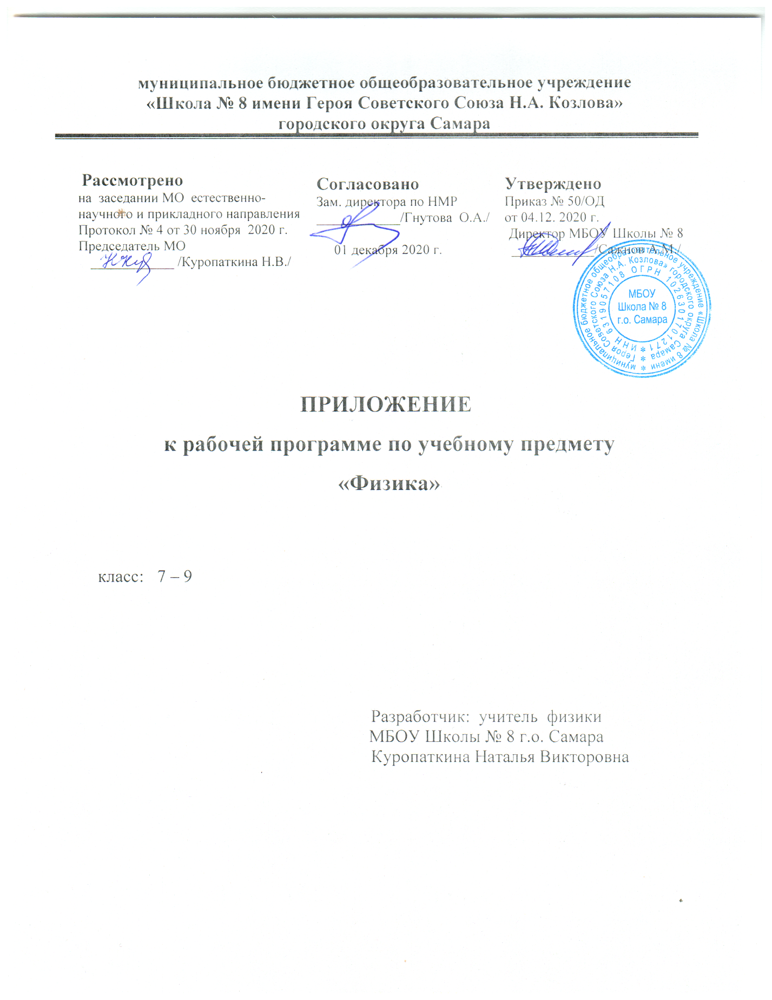 муниципальное бюджетное общеобразовательное учреждение
«Школа № 8 имени Героя Советского Союза Н.А. Козлова»
городского округа Самара
Рассмотрено
на заседании МО естественно-
научного и прикладного направления
Протокол № 4 от 30 ноября 2020 г.
Председатель МО
____________ /Куропаткина Н.В./
Согласовано
Зам. директора по НМР
____________/Гнутова О.А./
01 декабря 2020 г.
Утверждено
Приказ № 50/ОД
от 04.12. 2020 г.
Директор МБОУ Школы № 8
____________/Сажнов А.М./
муниципальное бюджетное общеобразовательное учреждение «Школа № 8 имени
Героя Советского Союза Н.А. Козлова» городского округа Самара
ИНН 6319057108 ОГРН 1026301701271
МБОУ
Школа № 8
г.о. Самара
ПРИЛОЖЕНИЕ
к рабочей программе по учебному предмету
«Физика»
класс: 7 – 9
Разработчик: учитель физики
МБОУ Школы № 8 г.о. Самара
Куропаткина Наталья Викторовна